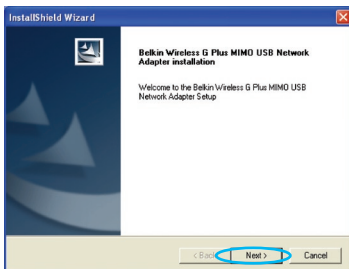 InstallShield Wizard
Belkin Wireless G Plus MIMO USB Network
Adapter installation
Welcome to the Belkin Wireless G Plus MIMO USB
Network Adapter Setup
< Back
Next >
Cancel